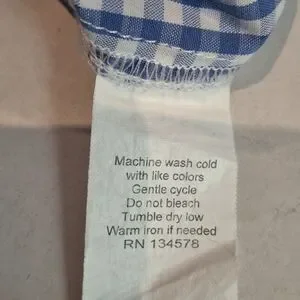 Machine wash cold
with like colors
Gentle cycle
Do not bleach
Tumble dry low
Warm iron if needed
RN 134578